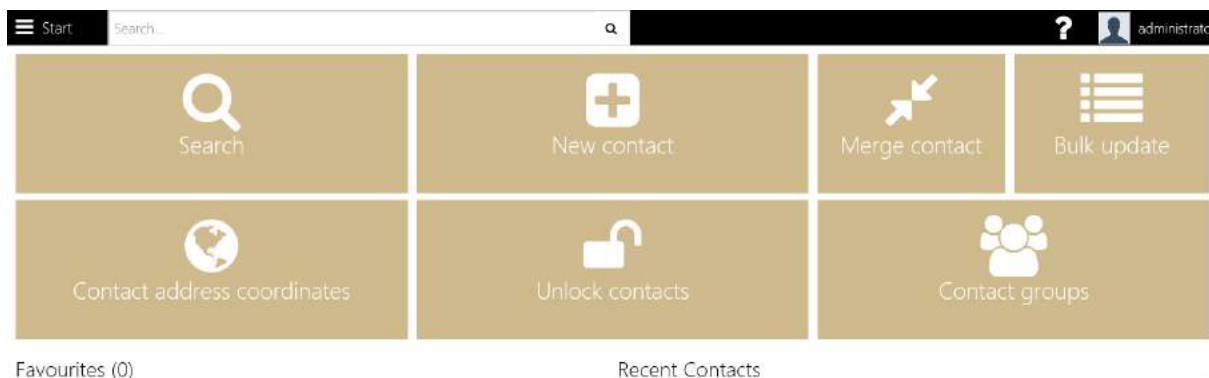 Start Search... ? administrato
Search New contact Merge contact Bulk update
Contact address coordinates Unlock contacts Contact groups
Favourites (0) Recent Contacts